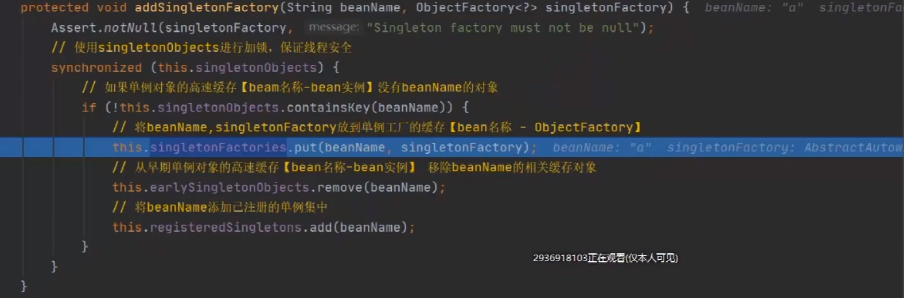 protected void addSingletonFactory(String beanName, ObjectFactory<?> singletonFactory) { beanName: "a" singletonFa
Assert.notNull(singletonFactory, message: "Singleton factory must not be null");
// 使用singletonObjects进行加锁，保证线程安全
synchronized (this.singletonObjects) {
// 如果单例对象的高速缓存【beam名称-bean实例】没有beanName的对象
if (!this.singletonObjects.containsKey(beanName)) {
// 将beanName,singletonFactory放到单例工厂的缓存【bean名称 - ObjectFactory】
this.singletonFactories.put(beanName, singletonFactory); beanName: "a" singletonFactory: AbstractAutow
// 从早期单例对象的高速缓存【bean名称-bean实例】 移除beanName的相关缓存对象
this.earlySingletonObjects.remove(beanName);
// 将beanName添加已注册的单例集中
this.registeredSingletons.add(beanName);
2936918103正在观看(仅本人可见)
}
}
}